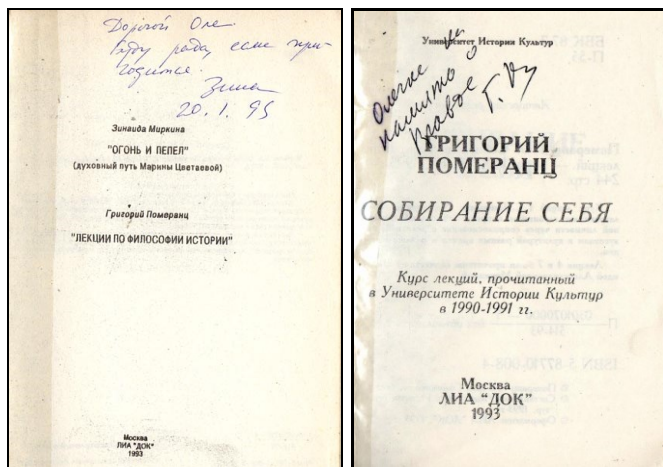 Дорогой Оле
Буду рада, если при-
годится.
Зина
20.1.95
Зинаида Миркина
"ОГОНЬ И ПЕПЕЛ"
(духовный путь Марины Цветаевой)
Григорий Померанц
"ЛЕКЦИИ ПО ФИЛОСОФИИ ИСТОРИИ"
Москва
ЛИА "ДОК"
1993
Университет Истории Культур
на память о
ГРИГОРИЙ
ПОМЕРАНЦ
СОБИРАНИЕ СЕБЯ
Курс лекций, прочитанный
в Университете Истории Культур
в 1990-1991 гг.
Москва
ЛИА "ДОК"
1993